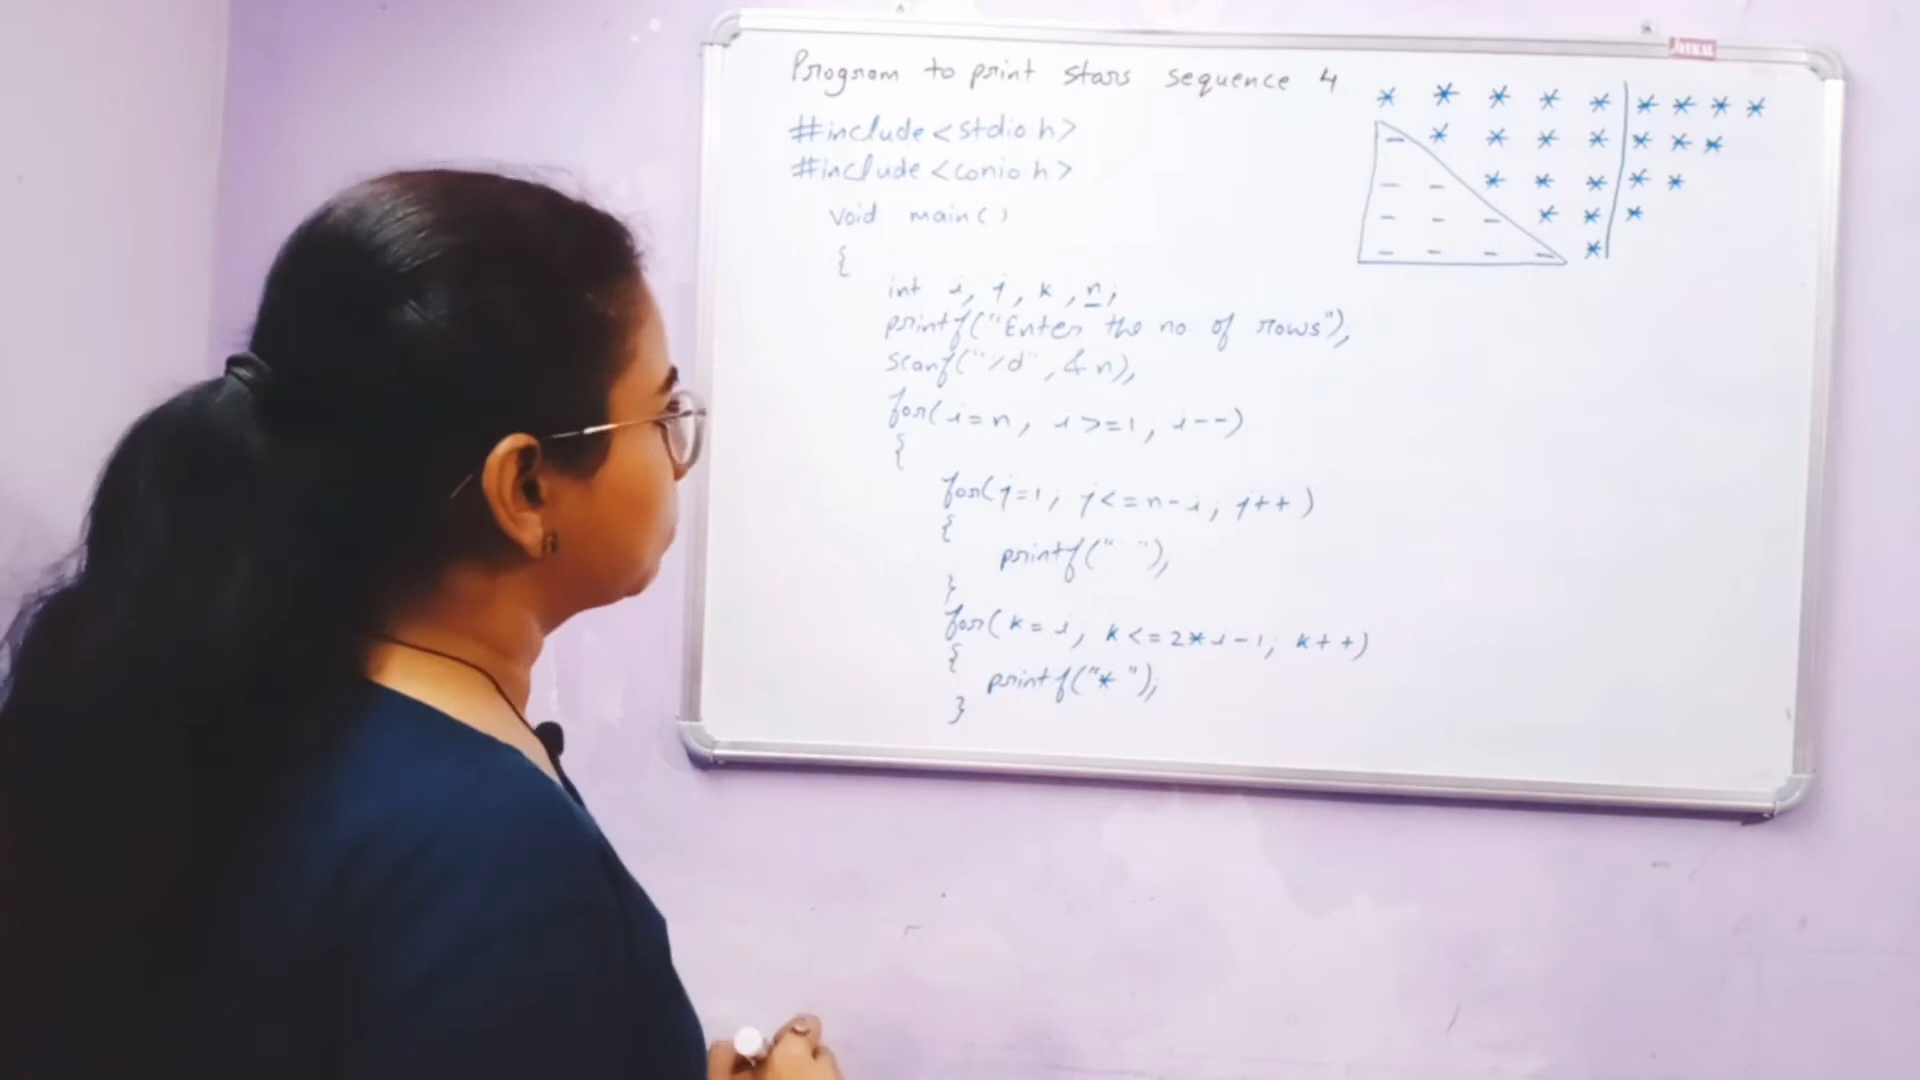 Program to print stars sequence 4
* * * * * * * * *
#include<stdio.h>
- * * * * * * *
#include<conio.h>
- - * * * * *
void main()
- - - * * *
{
- - - - *
int i, j, k, n;
printf("Enter the no of rows");
scanf("%d", &n);
for(i=n; i>=1; i--)
{
for(j=1; j<=n-i; j++)
{
printf(" ");
}
for(k=i; k<=2*i-1; k++)
{
printf("* ");
}